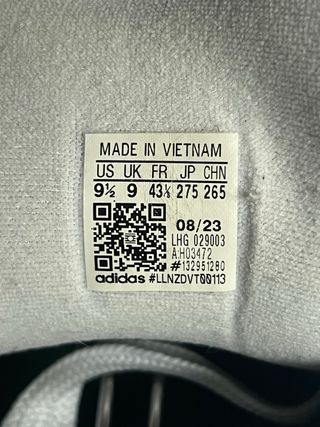 MADE IN VIETNAM
US UK FR JP CHN
9½ 9 43⅓ 275 265
08/23
LHG 029003
A:H03472
#132951280
adidas #LLNZDVT00113